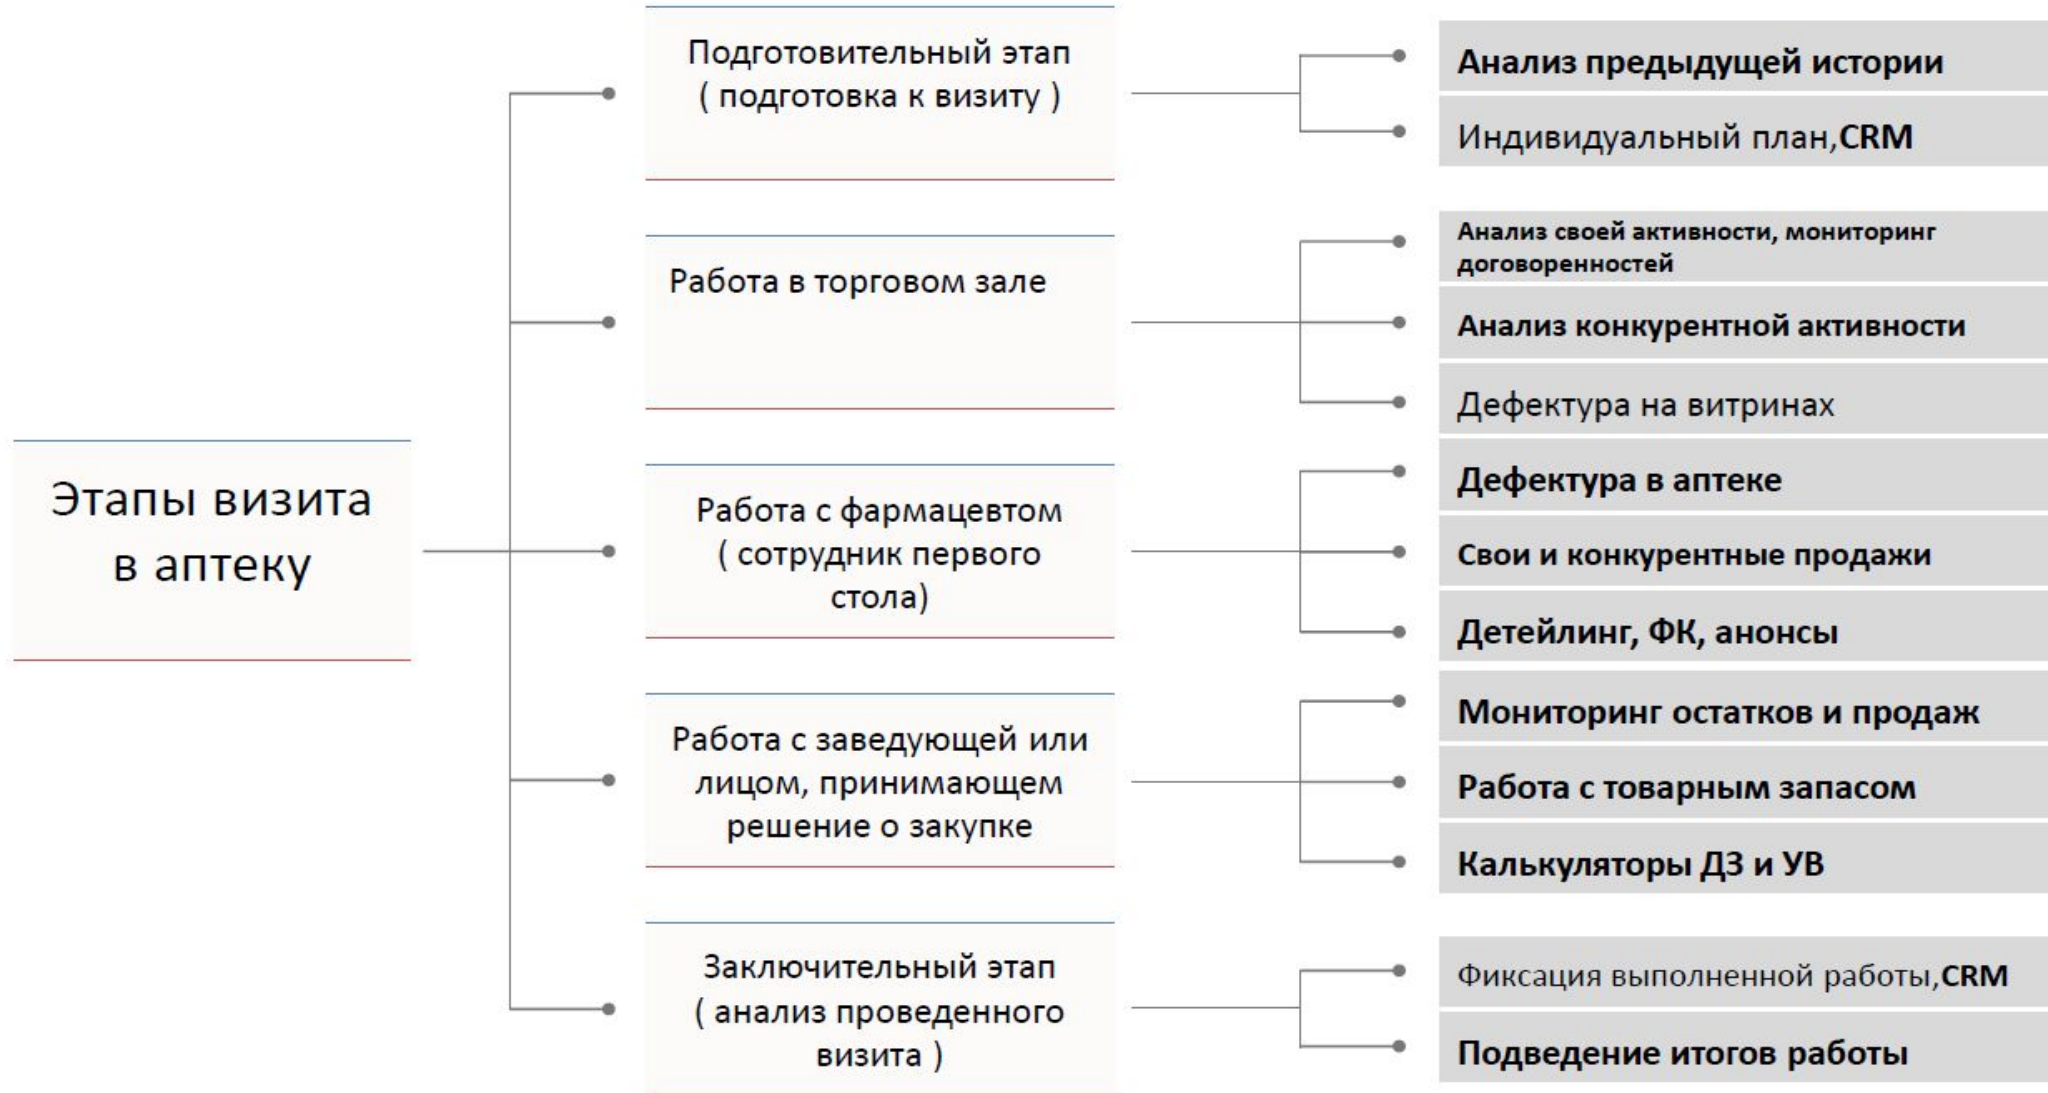 Этапы визита
в аптеку
Подготовительный этап
( подготовка к визиту )
Анализ предыдущей истории
Индивидуальный план,CRM
Работа в торговом зале
Анализ своей активности, мониторинг
договоренностей
Анализ конкурентной активности
Дефектура на витринах
Работа с фармацевтом
( сотрудник первого
стола)
Дефектура в аптеке
Свои и конкурентные продажи
Детейлинг, ФК, анонсы
Работа с заведующей или
лицом, принимающем
решение о закупке
Мониторинг остатков и продаж
Работа с товарным запасом
Калькуляторы ДЗ и УВ
Заключительный этап
( анализ проведенного
визита )
Фиксация выполненной работы,CRM
Подведение итогов работы